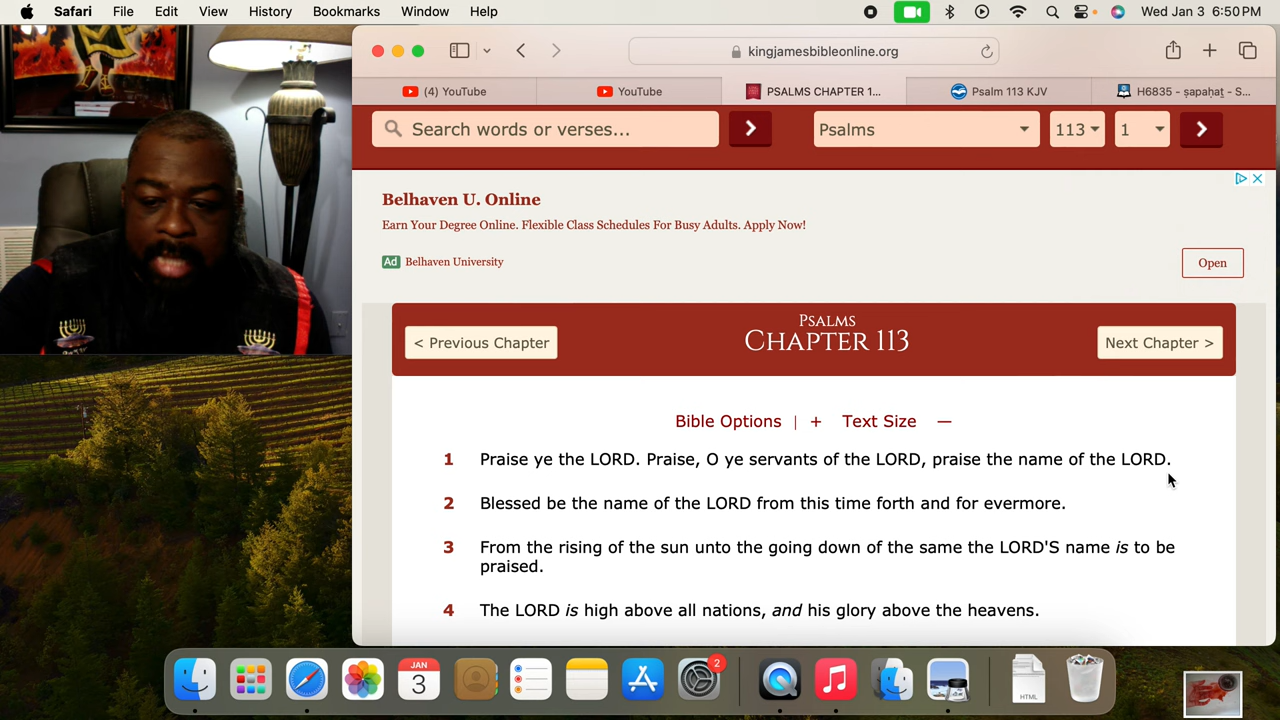 Safari File Edit View History Bookmarks Window Help Wed Jan 3 6:50 PM
kingjamesbibleonline.org
(4) YouTube YouTube PSALMS CHAPTER 1... Psalm 113 KJV H6835 - ṣapaḥaṯ - S...
Search words or verses... Psalms 113 1
Belhaven U. Online
Earn Your Degree Online. Flexible Class Schedules For Busy Adults. Apply Now!
Ad Belhaven University
Open
< Previous Chapter
PSALMS
CHAPTER 113
Next Chapter >
Bible Options | + Text Size —
1 Praise ye the LORD. Praise, O ye servants of the LORD, praise the name of the LORD.
2 Blessed be the name of the LORD from this time forth and for evermore.
3 From the rising of the sun unto the going down of the same the LORD'S name is to be
praised.
4 The LORD is high above all nations, and his glory above the heavens.
JAN
3
2
HTML